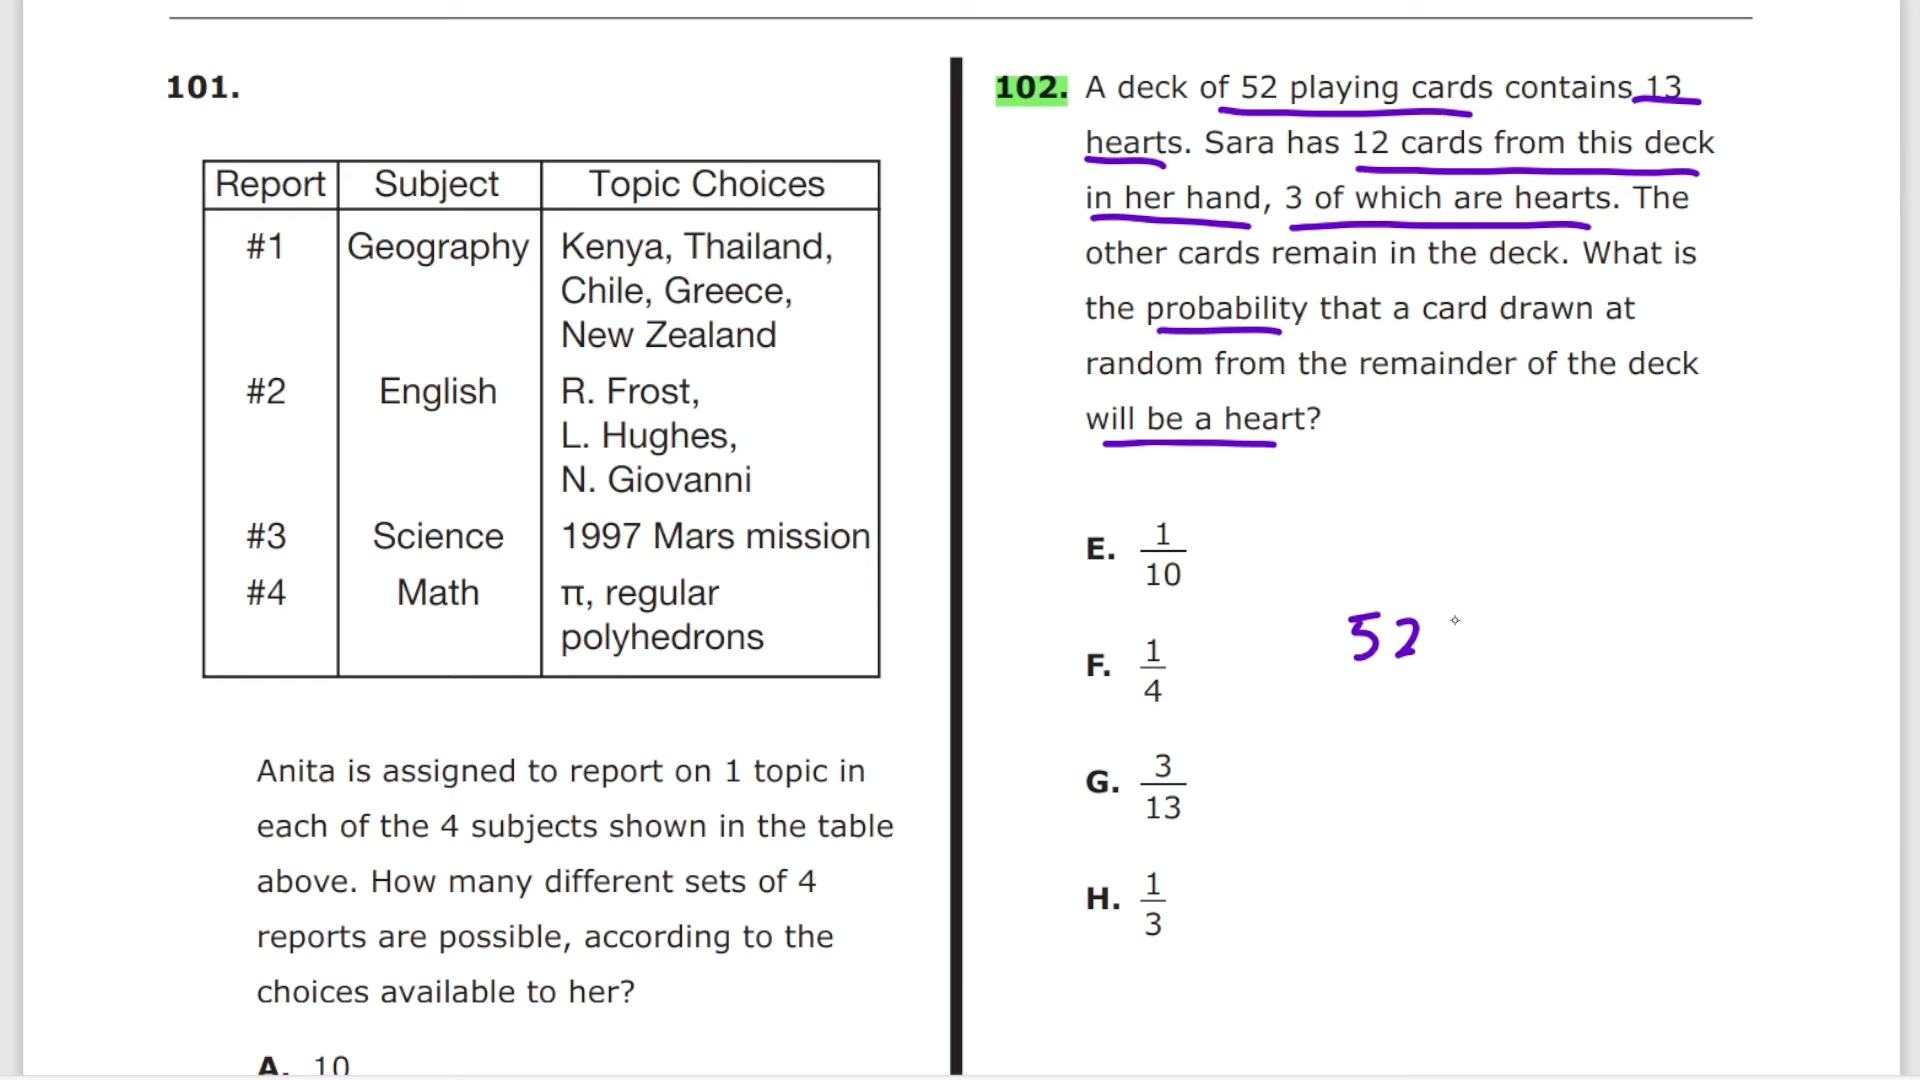 101.
Report Subject Topic Choices
#1 Geography Kenya, Thailand,
Chile, Greece,
New Zealand
#2 English R. Frost,
L. Hughes,
N. Giovanni
#3 Science 1997 Mars mission
#4 Math π, regular
polyhedrons
Anita is assigned to report on 1 topic in
each of the 4 subjects shown in the table
above. How many different sets of 4
reports are possible, according to the
choices available to her?
A. 10
102. A deck of 52 playing cards contains 13
hearts. Sara has 12 cards from this deck
in her hand, 3 of which are hearts. The
other cards remain in the deck. What is
the probability that a card drawn at
random from the remainder of the deck
will be a heart?
E. 1/10
F. 1/4
G. 3/13
H. 1/3
52